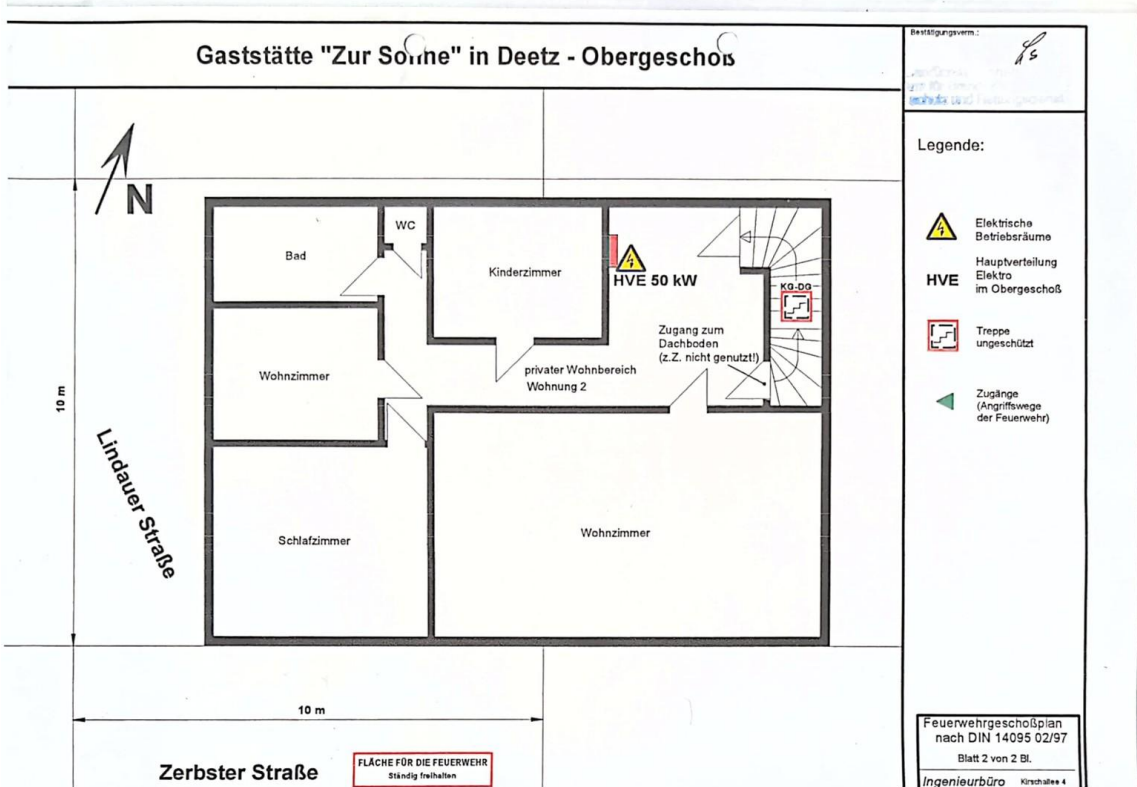 Gaststätte "Zur Sonne" in Deetz - Obergeschoß
Bestätigungsverm.:
Legende:
N
Bad
WC
Kinderzimmer
HVE 50 kW
KG-DG
Zugang zum
Dachboden
(z.Z. nicht genutzt!)
Wohnzimmer
privater Wohnbereich
Wohnung 2
Schlafzimmer
Wohnzimmer
10 m
Lindauer Straße
10 m
Zerbster Straße
FLÄCHE FÜR DIE FEUERWEHR
Ständig freihalten
Elektrische
Betriebsräume
HVE
Hauptverteilung
Elektro
im Obergeschoß
Treppe
ungeschützt
Zugänge
(Angriffswege
der Feuerwehr)
Feuerwehrgeschoßplan
nach DIN 14095 02/97
Blatt 2 von 2 Bl.
Ingenieurbüro Kirschallee 4